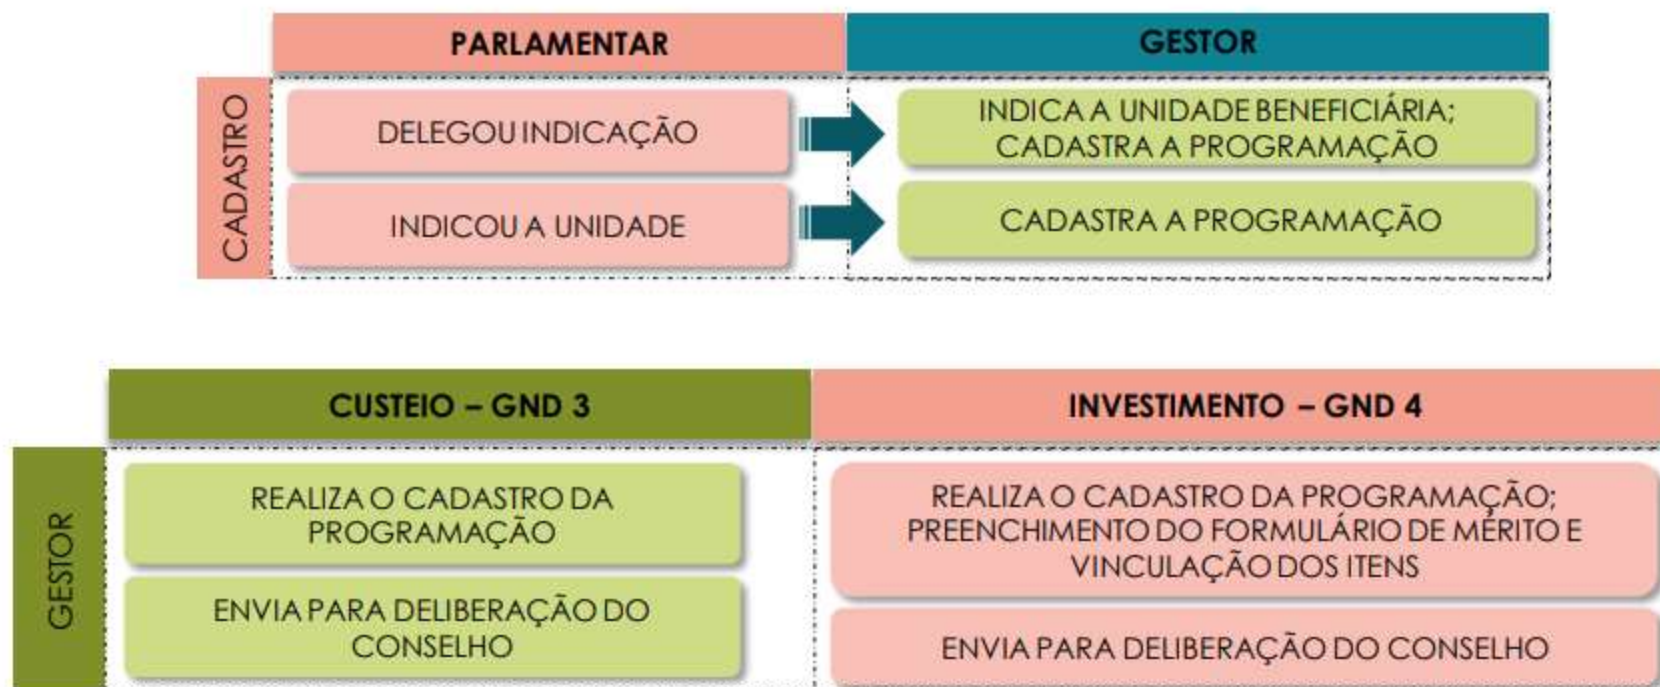 PARLAMENTAR
GESTOR
CADASTRO
DELEGOU INDICAÇÃO
INDICA A UNIDADE BENEFICIÁRIA;
CADASTRA A PROGRAMAÇÃO
INDICOU A UNIDADE
CADASTRA A PROGRAMAÇÃO
CUSTEIO – GND 3
INVESTIMENTO – GND 4
GESTOR
REALIZA O CADASTRO DA
PROGRAMAÇÃO
REALIZA O CADASTRO DA PROGRAMAÇÃO;
PREENCHIMENTO DO FORMULÁRIO DE MÉRITO E
VINCULAÇÃO DOS ITENS
ENVIA PARA DELIBERAÇÃO DO
CONSELHO
ENVIA PARA DELIBERAÇÃO DO CONSELHO